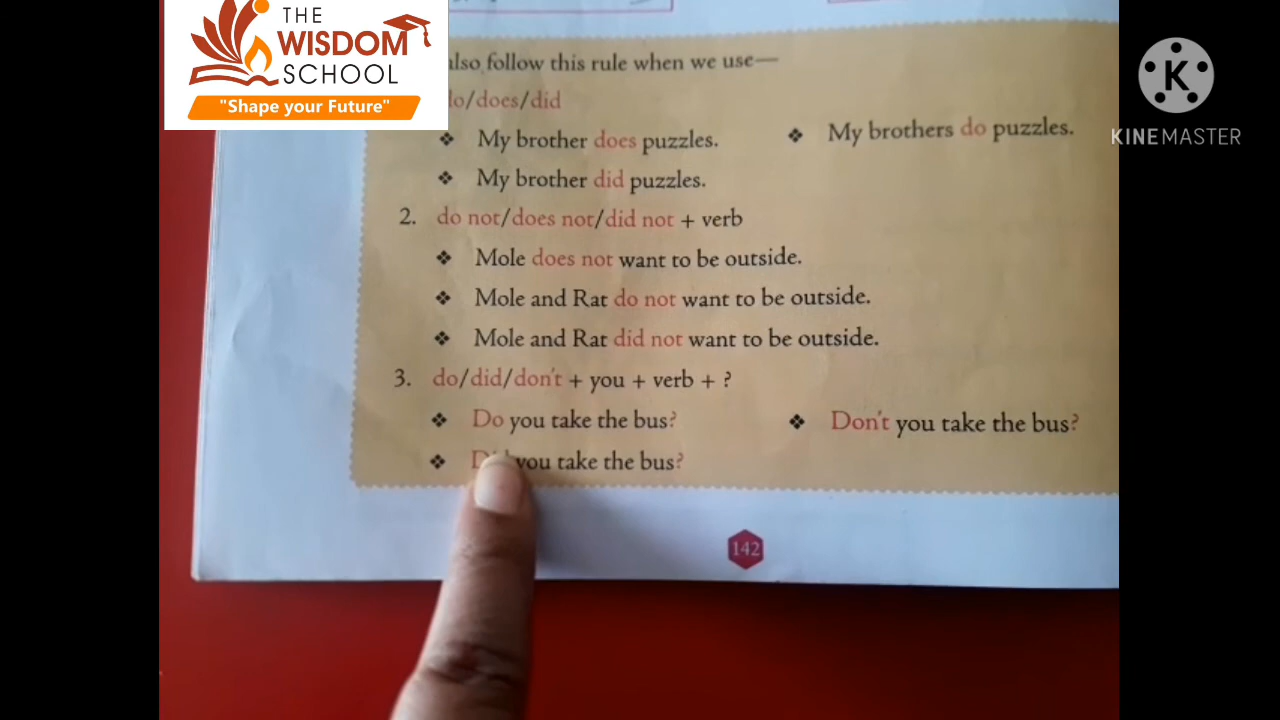 THE
WISDOM
SCHOOL
"Shape your Future"
KINEMASTER
also follow this rule when we use—
do/does/did
❖ My brother does puzzles. ❖ My brothers do puzzles.
❖ My brother did puzzles.
2. do not/does not/did not + verb
❖ Mole does not want to be outside.
❖ Mole and Rat do not want to be outside.
❖ Mole and Rat did not want to be outside.
3. do/did/don't + you + verb + ?
❖ Do you take the bus? ❖ Don't you take the bus?
❖ Did you take the bus?
142